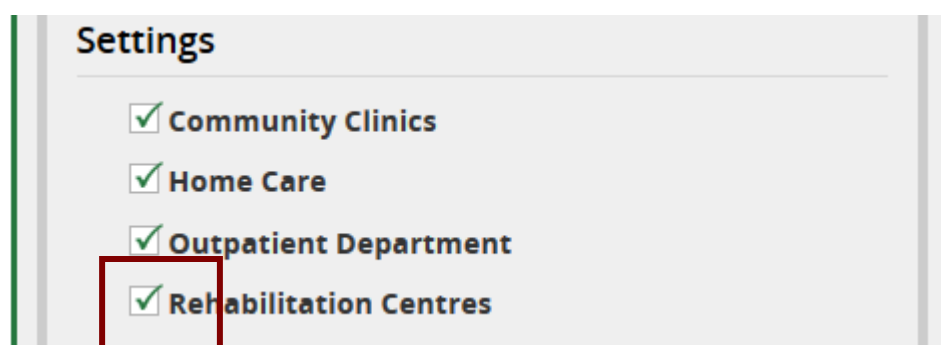 Settings
Community Clinics
Home Care
Outpatient Department
Rehabilitation Centres